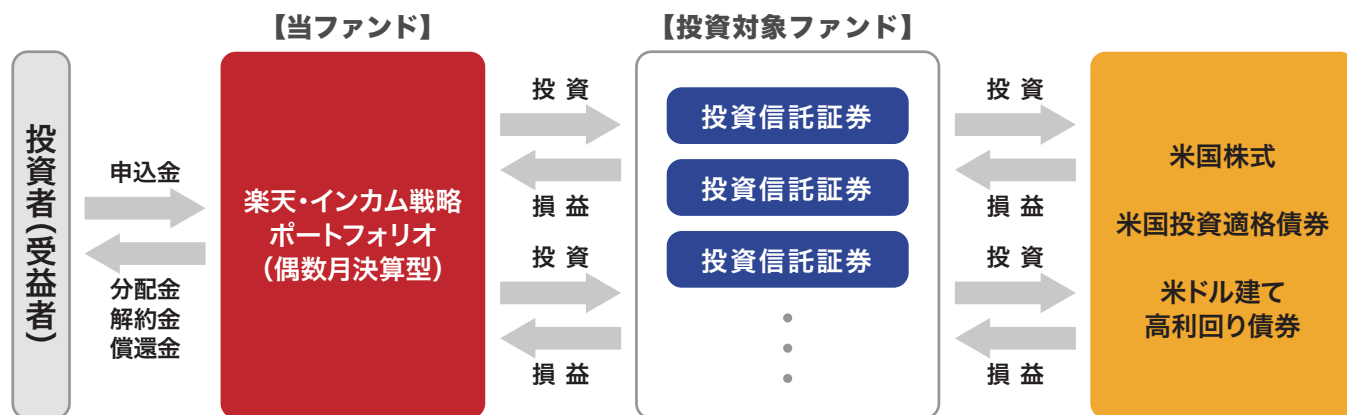 【当ファンド】
【投資対象ファンド】
投資者(受益者)
申込金
分配金
解約金
償還金
楽天・インカム戦略
ポートフォリオ
(偶数月決算型)
投資
損益
投資
損益
投資信託証券
投資信託証券
投資信託証券
投資
損益
投資
損益
米国株式
米国投資適格債券
米ドル建て
高利回り債券